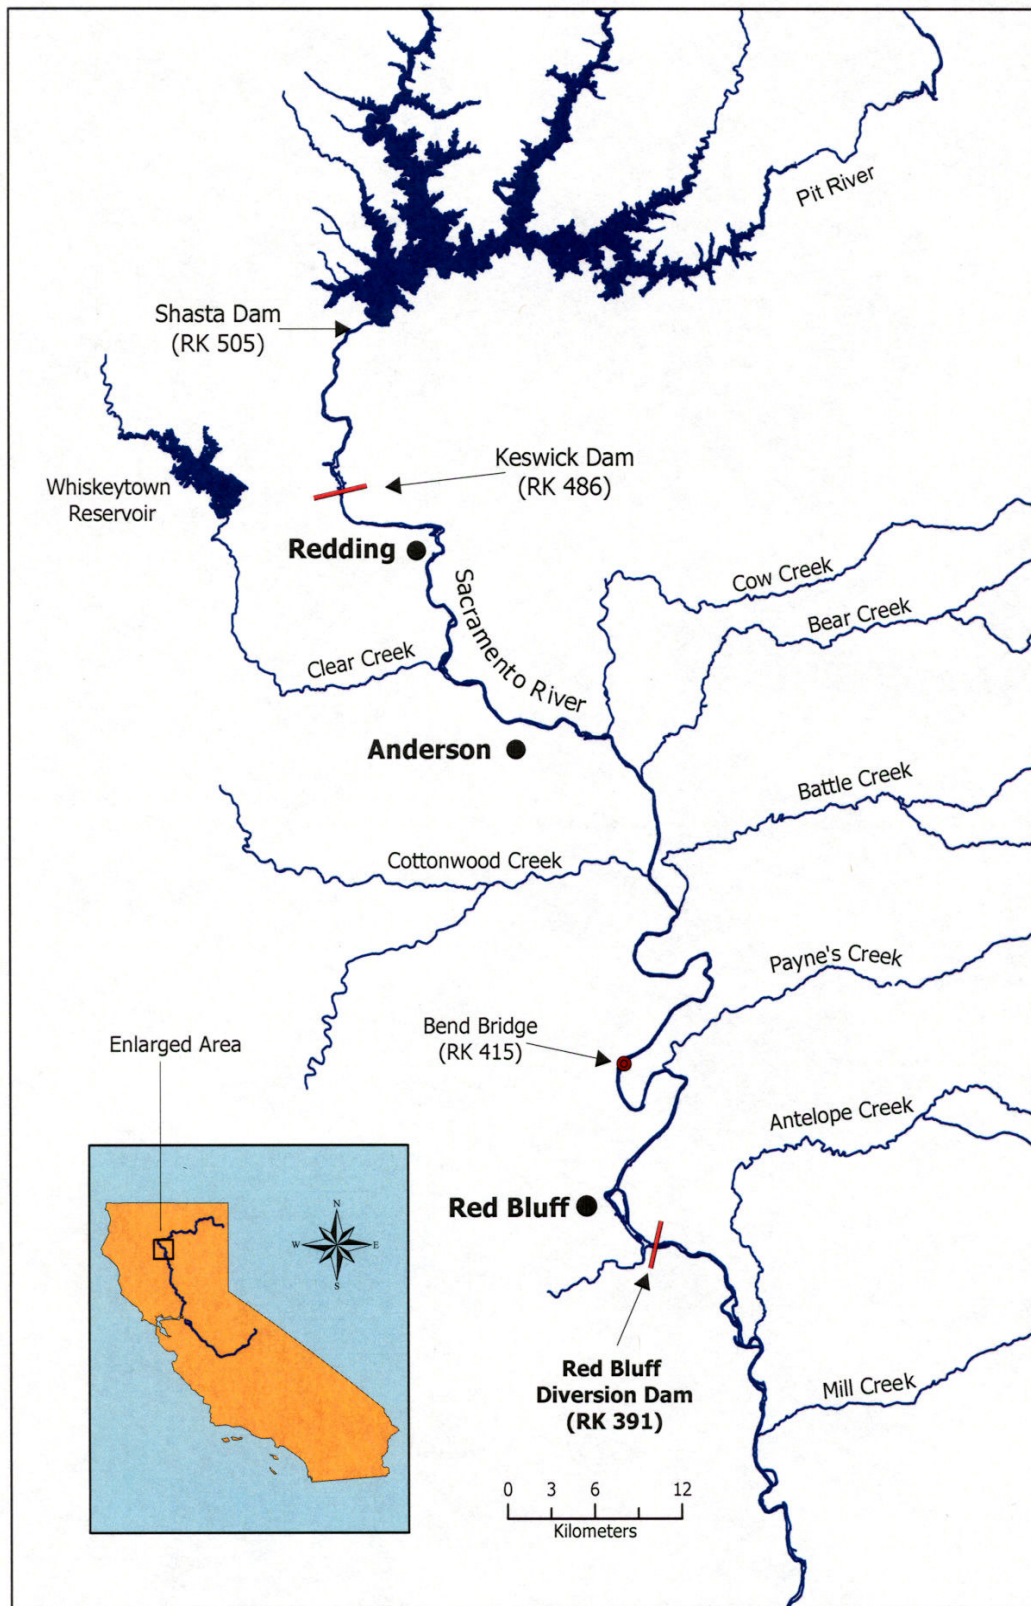 Pit River
Shasta Dam
(RK 505)
Keswick Dam
(RK 486)
Whiskeytown
Reservoir
Redding
Sacramento River
Cow Creek
Bear Creek
Clear Creek
Anderson
Battle Creek
Cottonwood Creek
Payne's Creek
Bend Bridge
(RK 415)
Enlarged Area
Antelope Creek
Red Bluff
N
W
E
S
Red Bluff
Diversion Dam
(RK 391)
Mill Creek
0 3 6 12
Kilometers